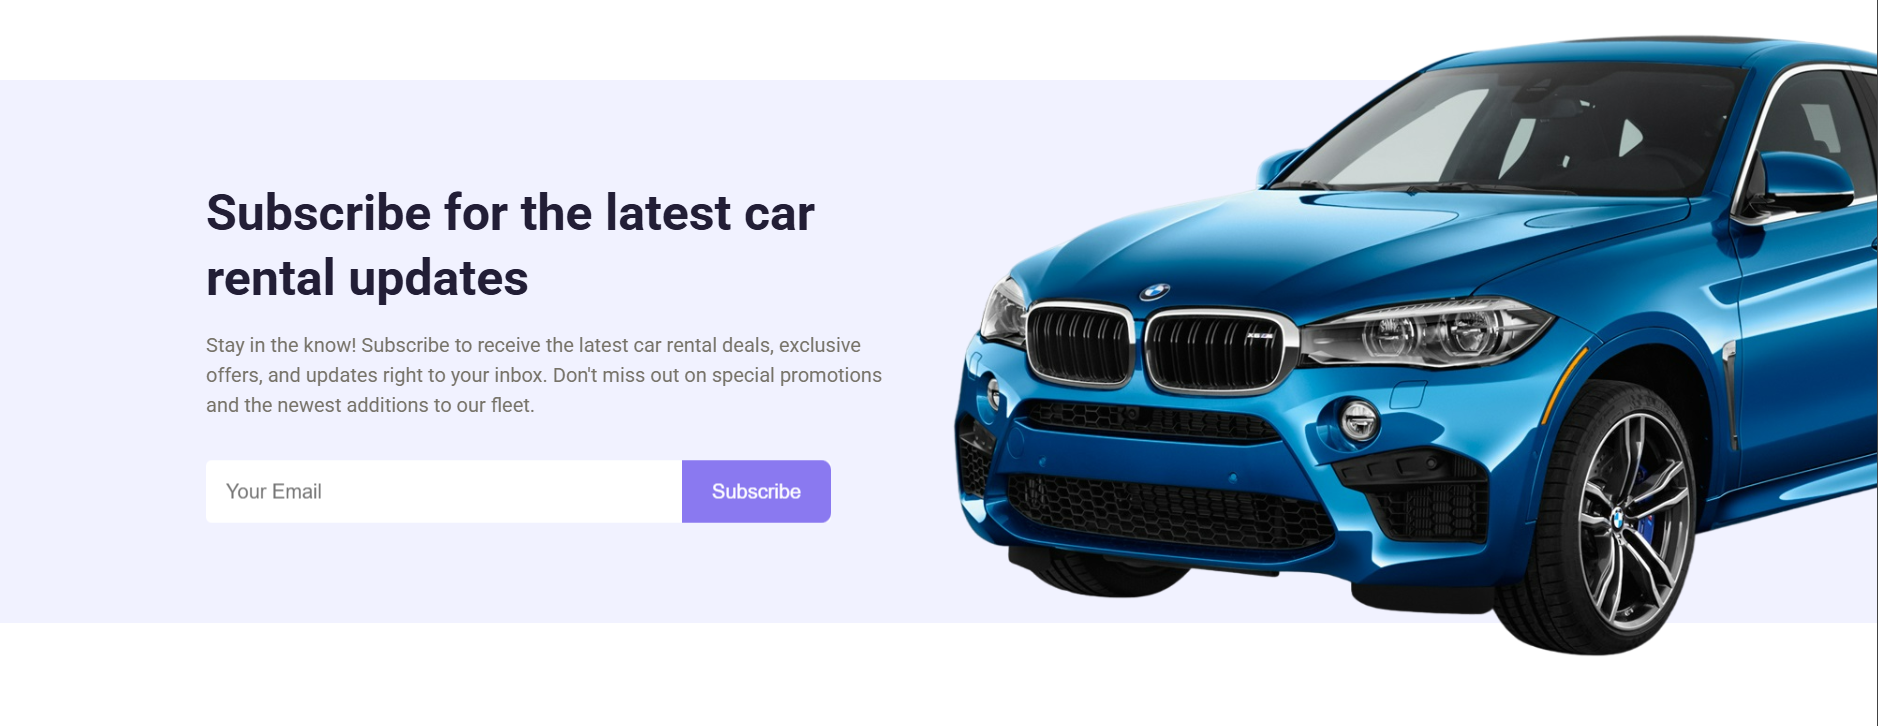 Subscribe for the latest car
rental updates
Stay in the know! Subscribe to receive the latest car rental deals, exclusive
offers, and updates right to your inbox. Don't miss out on special promotions
and the newest additions to our fleet.
Your Email
Subscribe